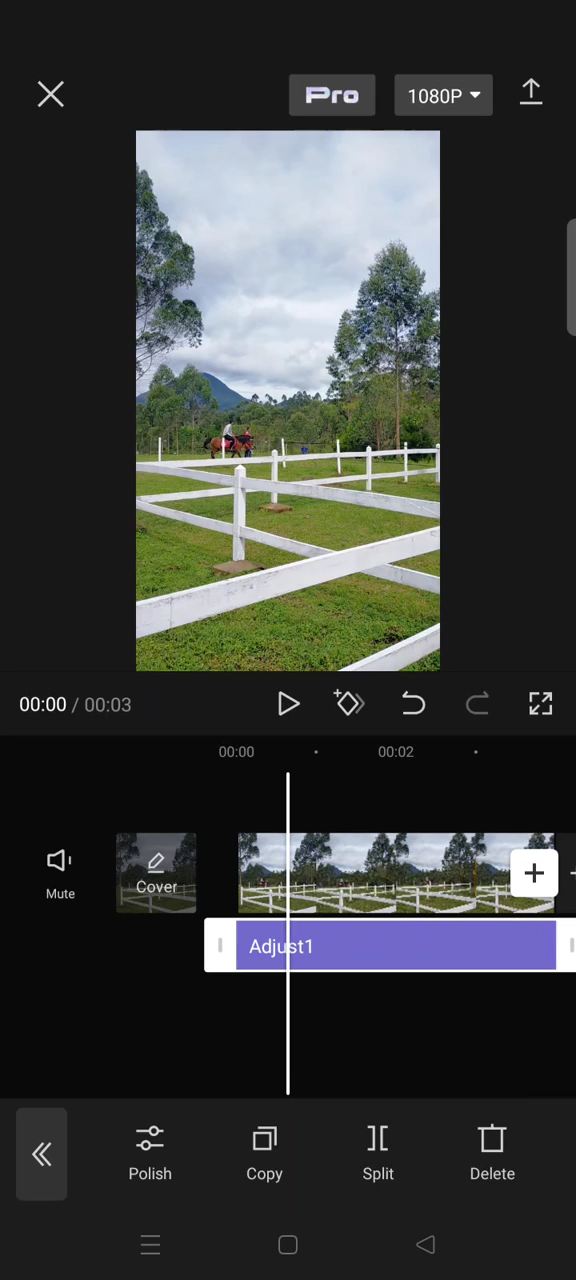 Pro
1080P
00:00 / 00:03
00:00
00:02
Mute
Cover
Adjust1
Polish
Copy
Split
Delete